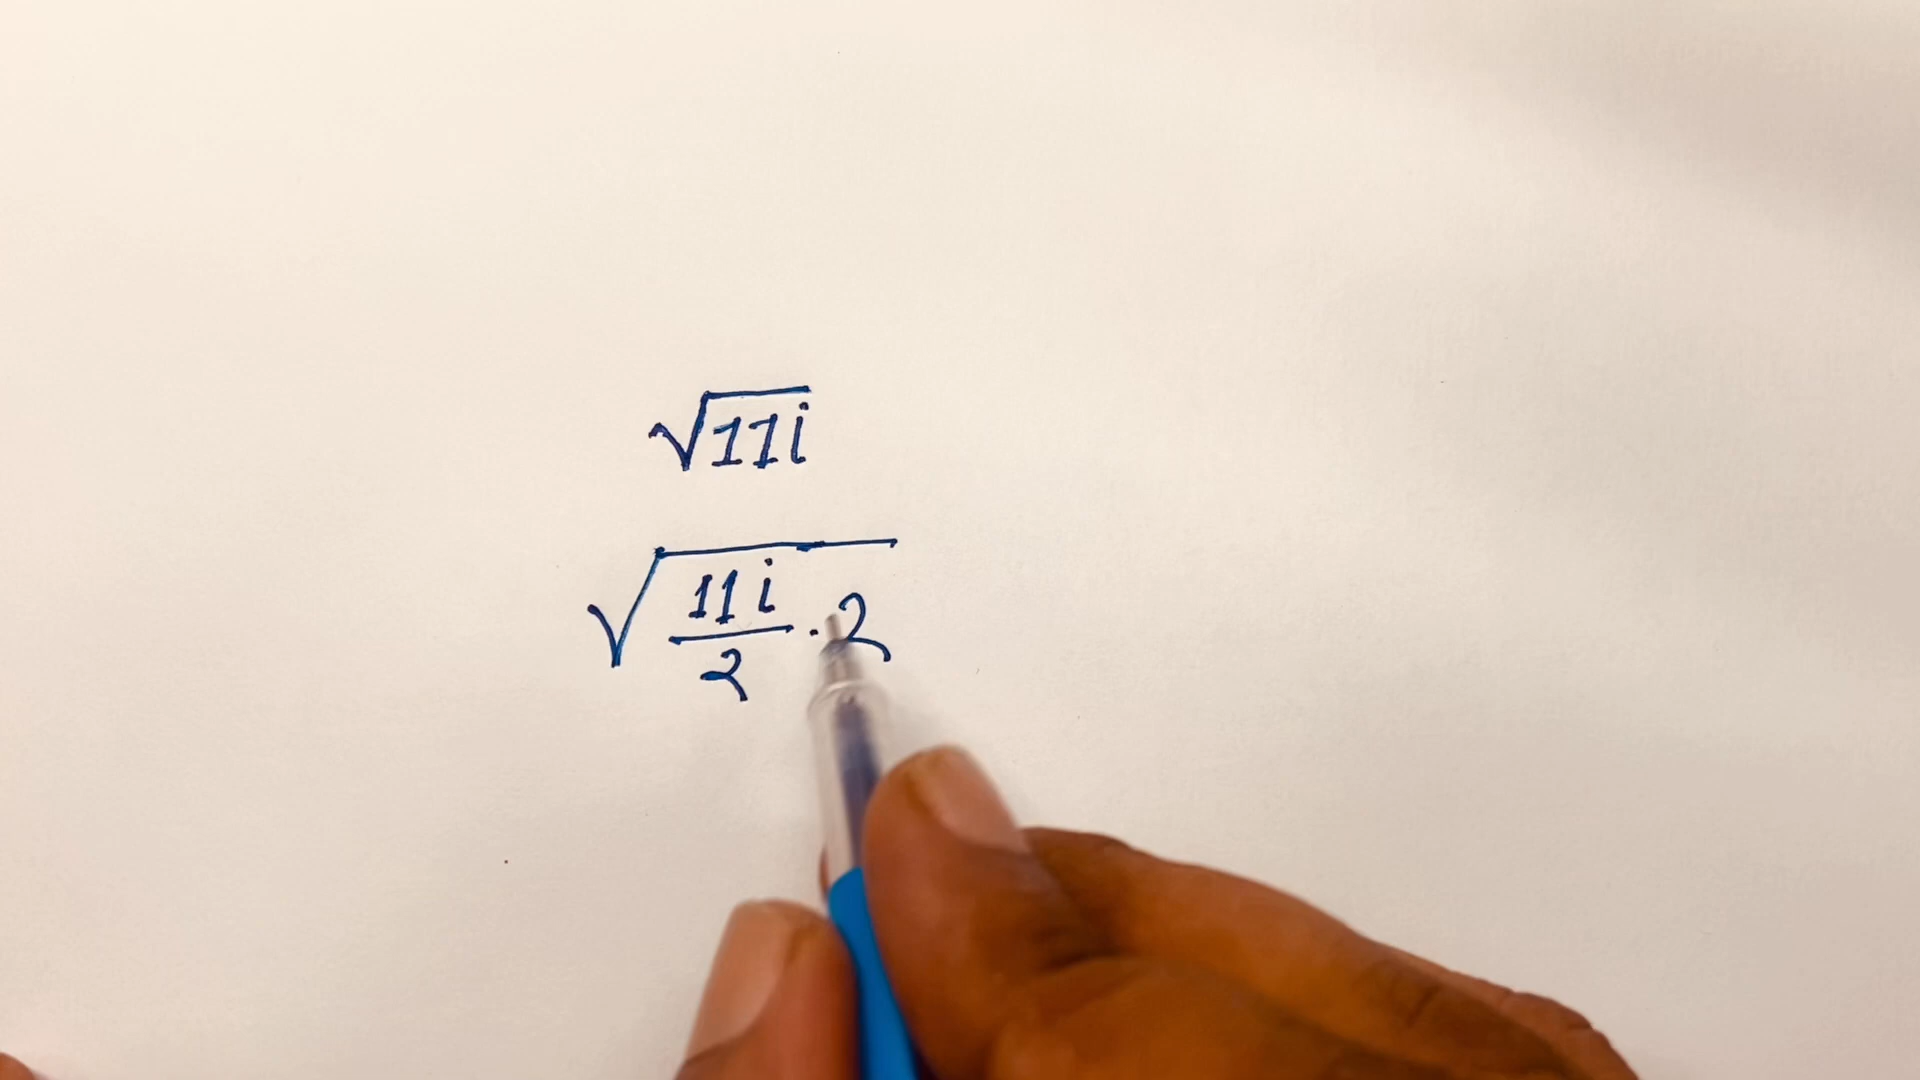 √11i
√(11i/2 · 2)